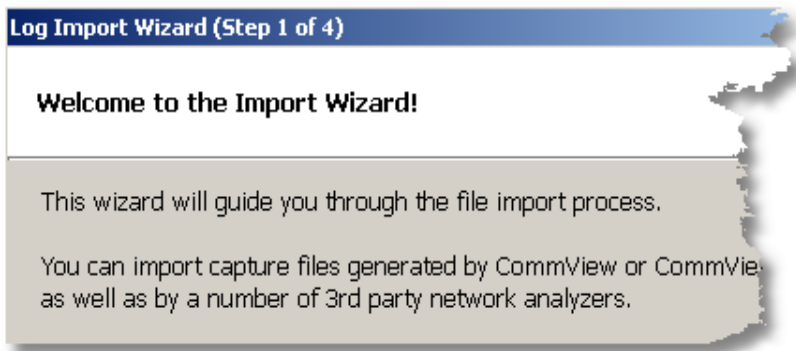 Log Import Wizard (Step 1 of 4)
Welcome to the Import Wizard!
This wizard will guide you through the file import process.
You can import capture files generated by CommView or
as well as by a number of 3rd party network analyzers.